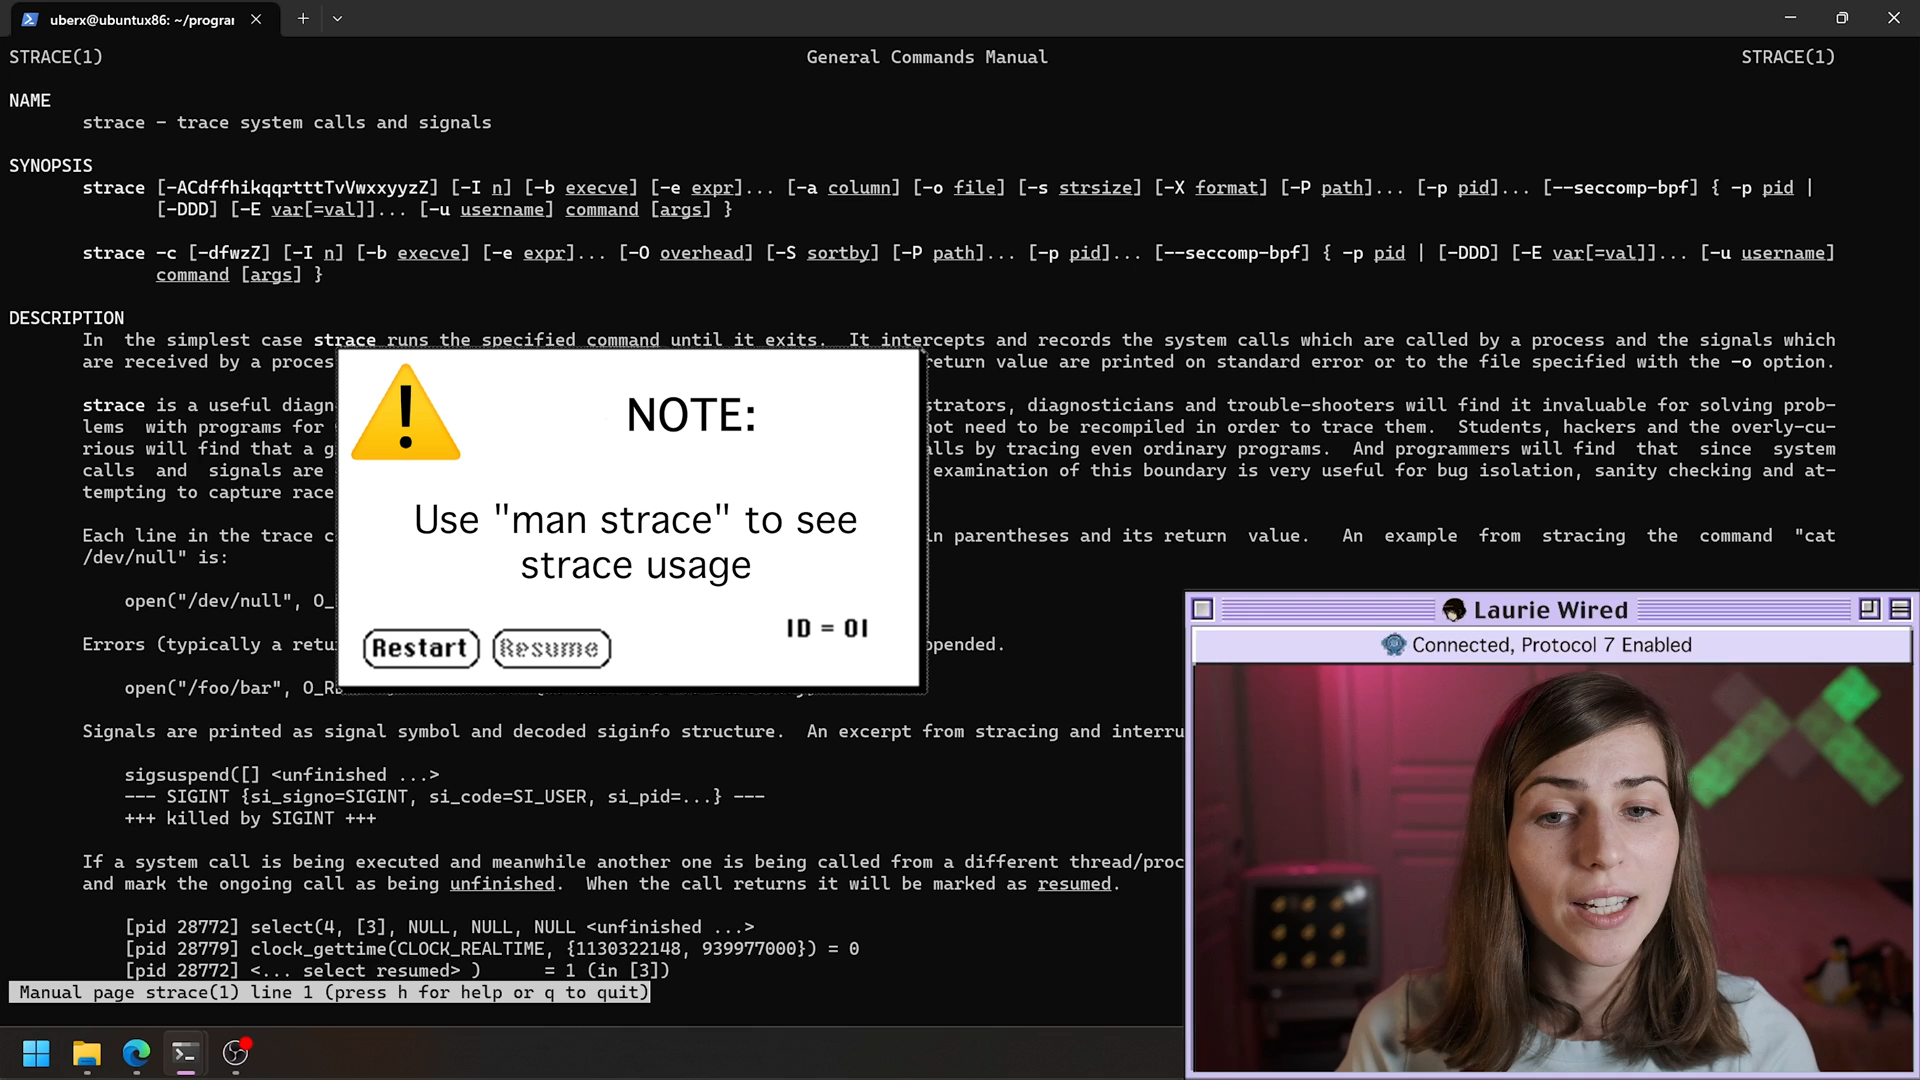 uberx@ubuntux86: ~/progran
STRACE(1) General Commands Manual STRACE(1)
NAME
strace - trace system calls and signals
SYNOPSIS
strace [-ACdffhikqqrtttTvVwxxyyzZ] [-I n] [-b execve] [-e expr]... [-a column] [-o file] [-s strsize] [-X format] [-P path]... [-p pid]... [--seccomp-bpf] { -p pid |
[-DDD] [-E var[=val]]... [-u username] command [args] }
strace -c [-dfwzZ] [-I n] [-b execve] [-e expr]... [-O overhead] [-S sortby] [-P path]... [-p pid]... [--seccomp-bpf] { -p pid | [-DDD] [-E var[=val]]... [-u username]
command [args] }
DESCRIPTION
In the simplest case strace runs the specified command until it exits. It intercepts and records the system calls which are called by a process and the signals which
are received by a proces return value are printed on standard error or to the file specified with the -o option.
strace is a useful diagn strators, diagnosticians and trouble-shooters will find it invaluable for solving prob-
lems with programs for not need to be recompiled in order to trace them. Students, hackers and the overly-cu-
rious will find that a g alls by tracing even ordinary programs. And programmers will find that since system
calls and signals are examination of this boundary is very useful for bug isolation, sanity checking and at-
tempting to capture race
Each line in the trace c in parentheses and its return value. An example from stracing the command "cat
/dev/null" is:
open("/dev/null", O_
Errors (typically a retu ppended.
open("/foo/bar", O_R
Signals are printed as signal symbol and decoded siginfo structure. An excerpt from stracing and interru
sigsuspend([] <unfinished ...>
--- SIGINT {si_signo=SIGINT, si_code=SI_USER, si_pid=...} ---
+++ killed by SIGINT +++
If a system call is being executed and meanwhile another one is being called from a different thread/proc
and mark the ongoing call as being unfinished. When the call returns it will be marked as resumed.
[pid 28772] select(4, [3], NULL, NULL, NULL <unfinished ...>
[pid 28779] clock_gettime(CLOCK_REALTIME, {1130322148, 939977000}) = 0
[pid 28772] <... select resumed> ) = 1 (in [3])
Manual page strace(1) line 1 (press h for help or q to quit)
NOTE:
Use "man strace" to see
strace usage
ID = 01
Restart Resume
Laurie Wired
Connected, Protocol 7 Enabled